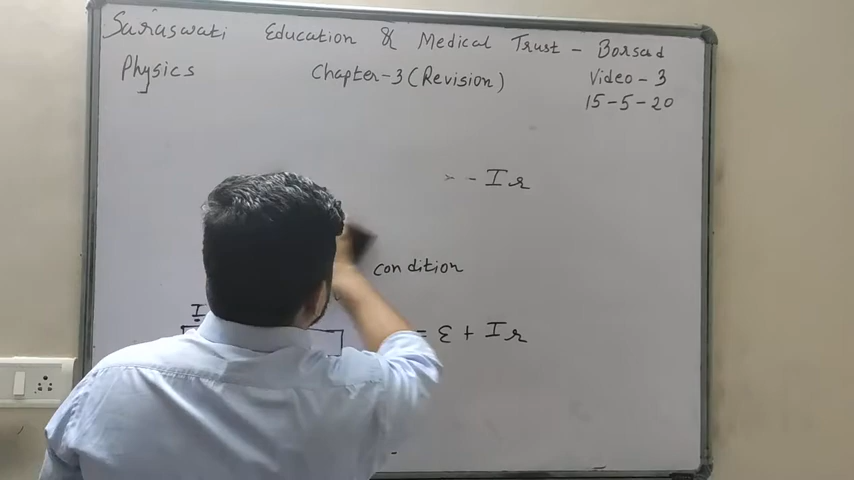 Saraswati Education & Medical Trust - Borsad
Physics Chapter-3 (Revision) Video - 3
15-5-20
- Ir
condition
I
= ε + Ir